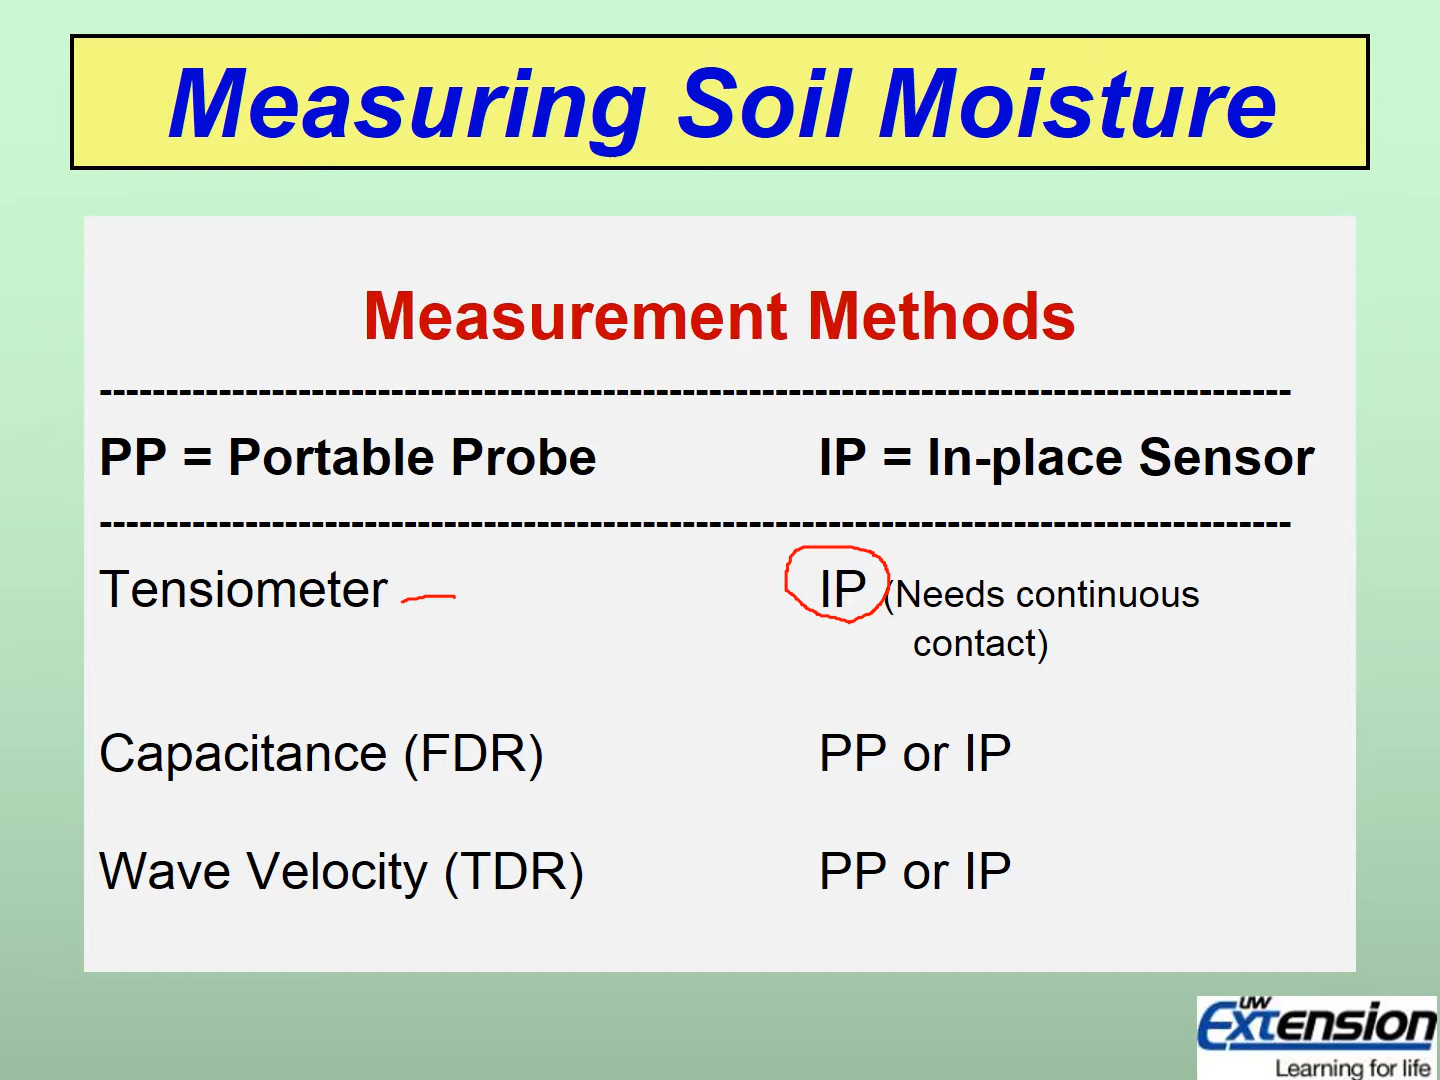 Measuring Soil Moisture
Measurement Methods
--------------------------------------------------------------------------------------------
PP = Portable Probe IP = In-place Sensor
--------------------------------------------------------------------------------------------
Tensiometer IP (Needs continuous
contact)
Capacitance (FDR) PP or IP
Wave Velocity (TDR) PP or IP
UW
Extension
Learning for life